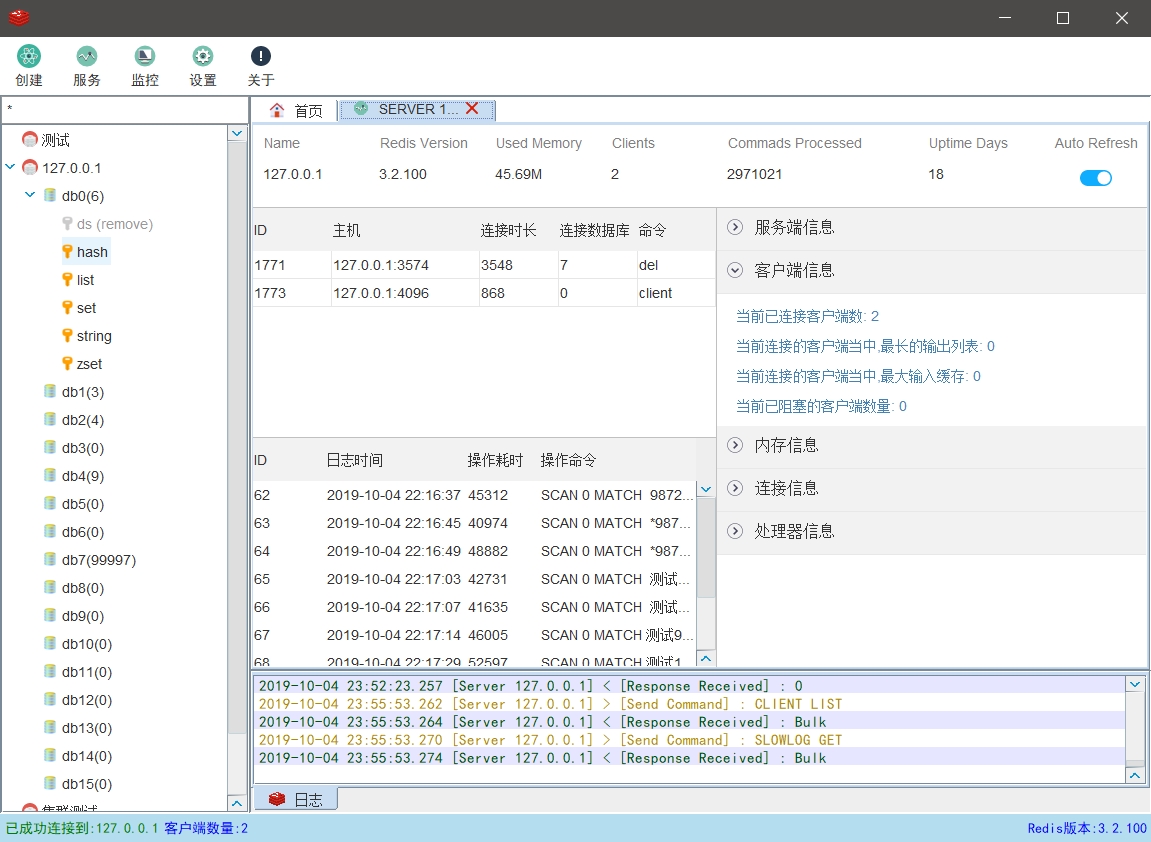 创建 服务 监控 设置 关于
*
首页 SERVER 1...
测试
127.0.0.1
db0(6)
ds (remove)
hash
list
set
string
zset
db1(3)
db2(4)
db3(0)
db4(9)
db5(0)
db6(0)
db7(99997)
db8(0)
db9(0)
db10(0)
db11(0)
db12(0)
db13(0)
db14(0)
db15(0)
集群测试
Name Redis Version Used Memory Clients Commads Processed Uptime Days Auto Refresh
127.0.0.1 3.2.100 45.69M 2 2971021 18
ID 主机 连接时长 连接数据库 命令
1771 127.0.0.1:3574 3548 7 del
1773 127.0.0.1:4096 868 0 client
服务端信息
客户端信息
当前已连接客户端数: 2
当前连接的客户端当中,最长的输出列表: 0
当前连接的客户端当中,最大输入缓存: 0
当前已阻塞的客户端数量: 0
内存信息
连接信息
处理器信息
ID 日志时间 操作耗时 操作命令
62 2019-10-04 22:16:37 45312 SCAN 0 MATCH 9872...
63 2019-10-04 22:16:45 40974 SCAN 0 MATCH *987...
64 2019-10-04 22:16:49 48882 SCAN 0 MATCH *987...
65 2019-10-04 22:17:03 42731 SCAN 0 MATCH 测试...
66 2019-10-04 22:17:07 41635 SCAN 0 MATCH 测试...
67 2019-10-04 22:17:14 46005 SCAN 0 MATCH 测试9...
68 2019-10-04 22:17:29 52597 SCAN 0 MATCH 测试1
2019-10-04 23:52:23.257 [Server 127.0.0.1] < [Response Received] : 0
2019-10-04 23:55:53.262 [Server 127.0.0.1] > [Send Command] : CLIENT LIST
2019-10-04 23:55:53.264 [Server 127.0.0.1] < [Response Received] : Bulk
2019-10-04 23:55:53.270 [Server 127.0.0.1] > [Send Command] : SLOWLOG GET
2019-10-04 23:55:53.274 [Server 127.0.0.1] < [Response Received] : Bulk
日志
已成功连接到:127.0.0.1 客户端数量:2 Redis版本:3.2.100